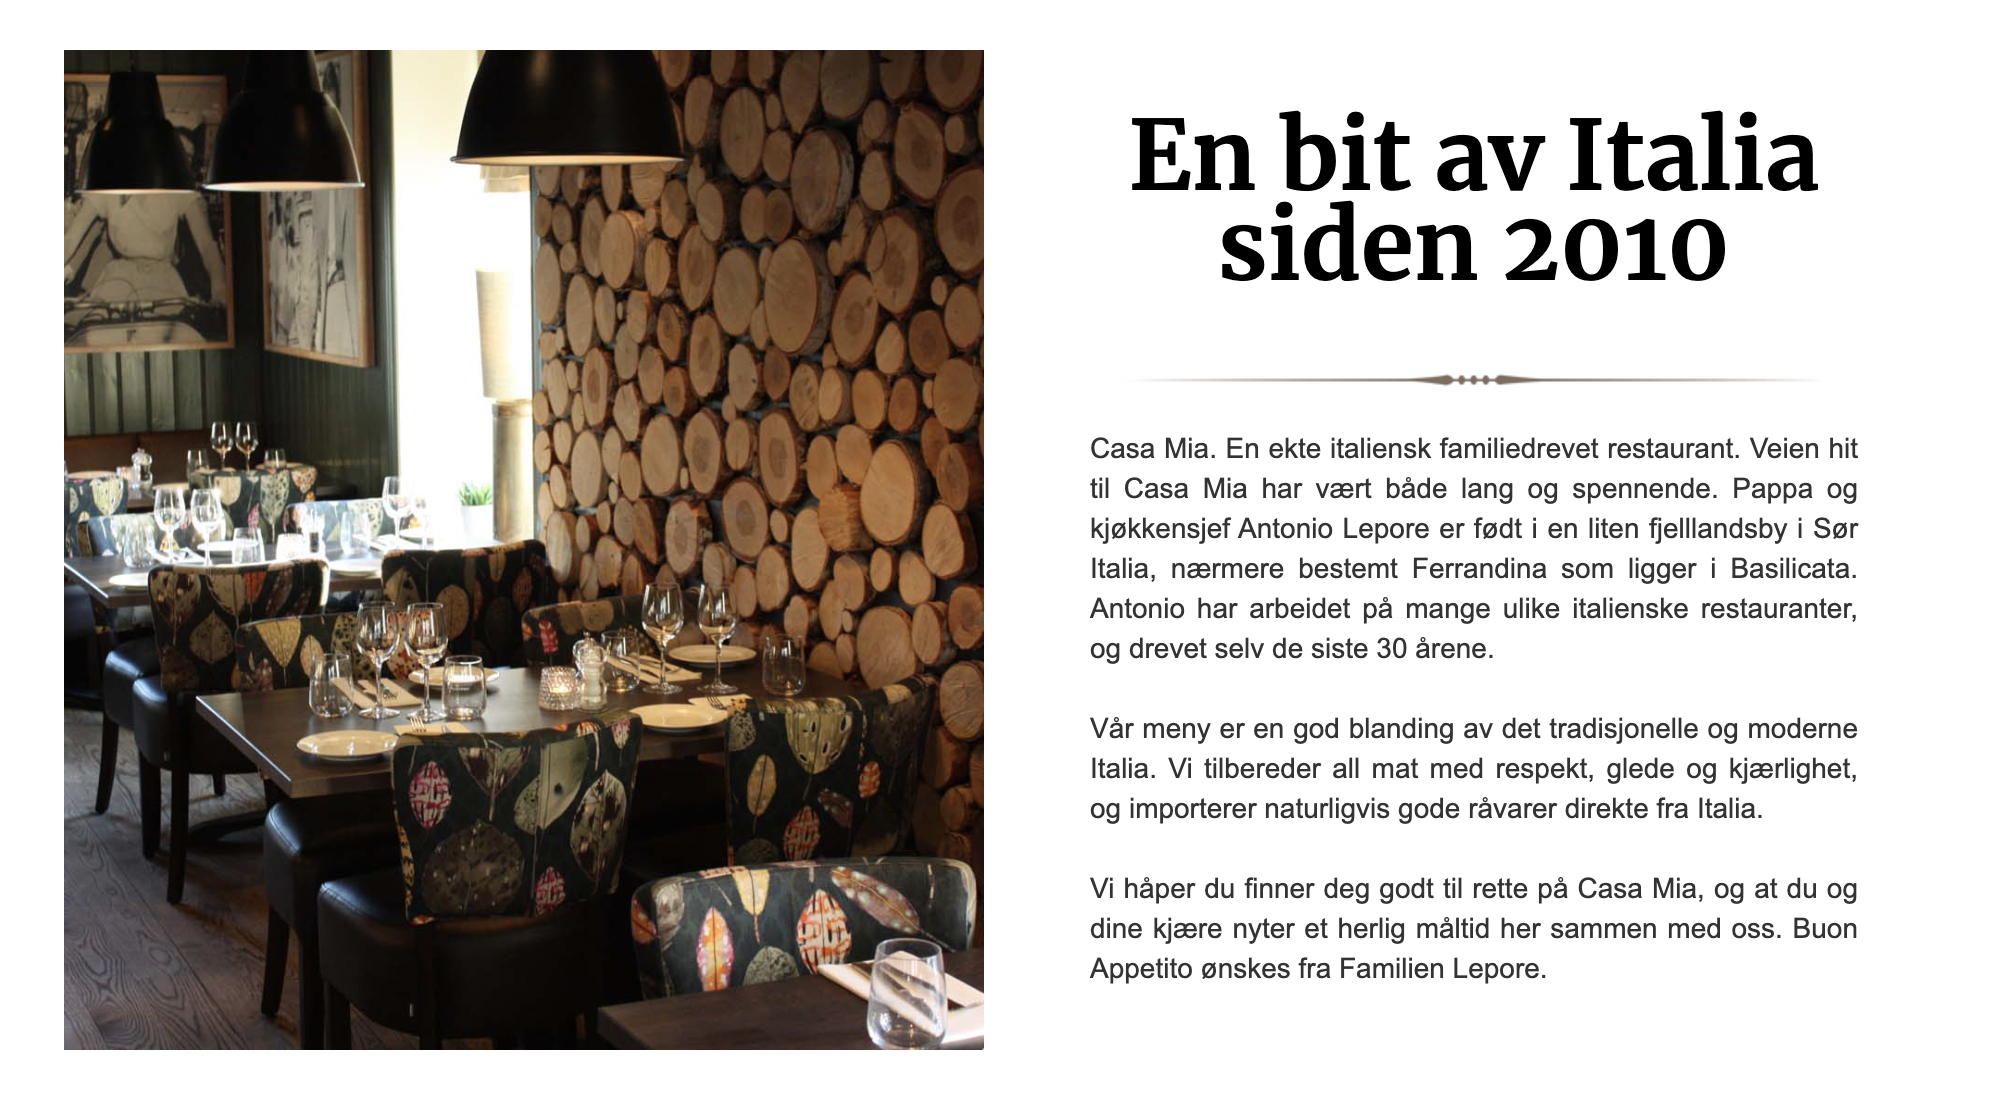 En bit av Italia
siden 2010
Casa Mia. En ekte italiensk familiedrevet restaurant. Veien hit
til Casa Mia har vært både lang og spennende. Pappa og
kjøkkensjef Antonio Lepore er født i en liten fjelllandsby i Sør
Italia, nærmere bestemt Ferrandina som ligger i Basilicata.
Antonio har arbeidet på mange ulike italienske restauranter,
og drevet selv de siste 30 årene.
Vår meny er en god blanding av det tradisjonelle og moderne
Italia. Vi tilbereder all mat med respekt, glede og kjærlighet,
og importerer naturligvis gode råvarer direkte fra Italia.
Vi håper du finner deg godt til rette på Casa Mia, og at du og
dine kjære nyter et herlig måltid her sammen med oss. Buon
Appetito ønskes fra Familien Lepore.